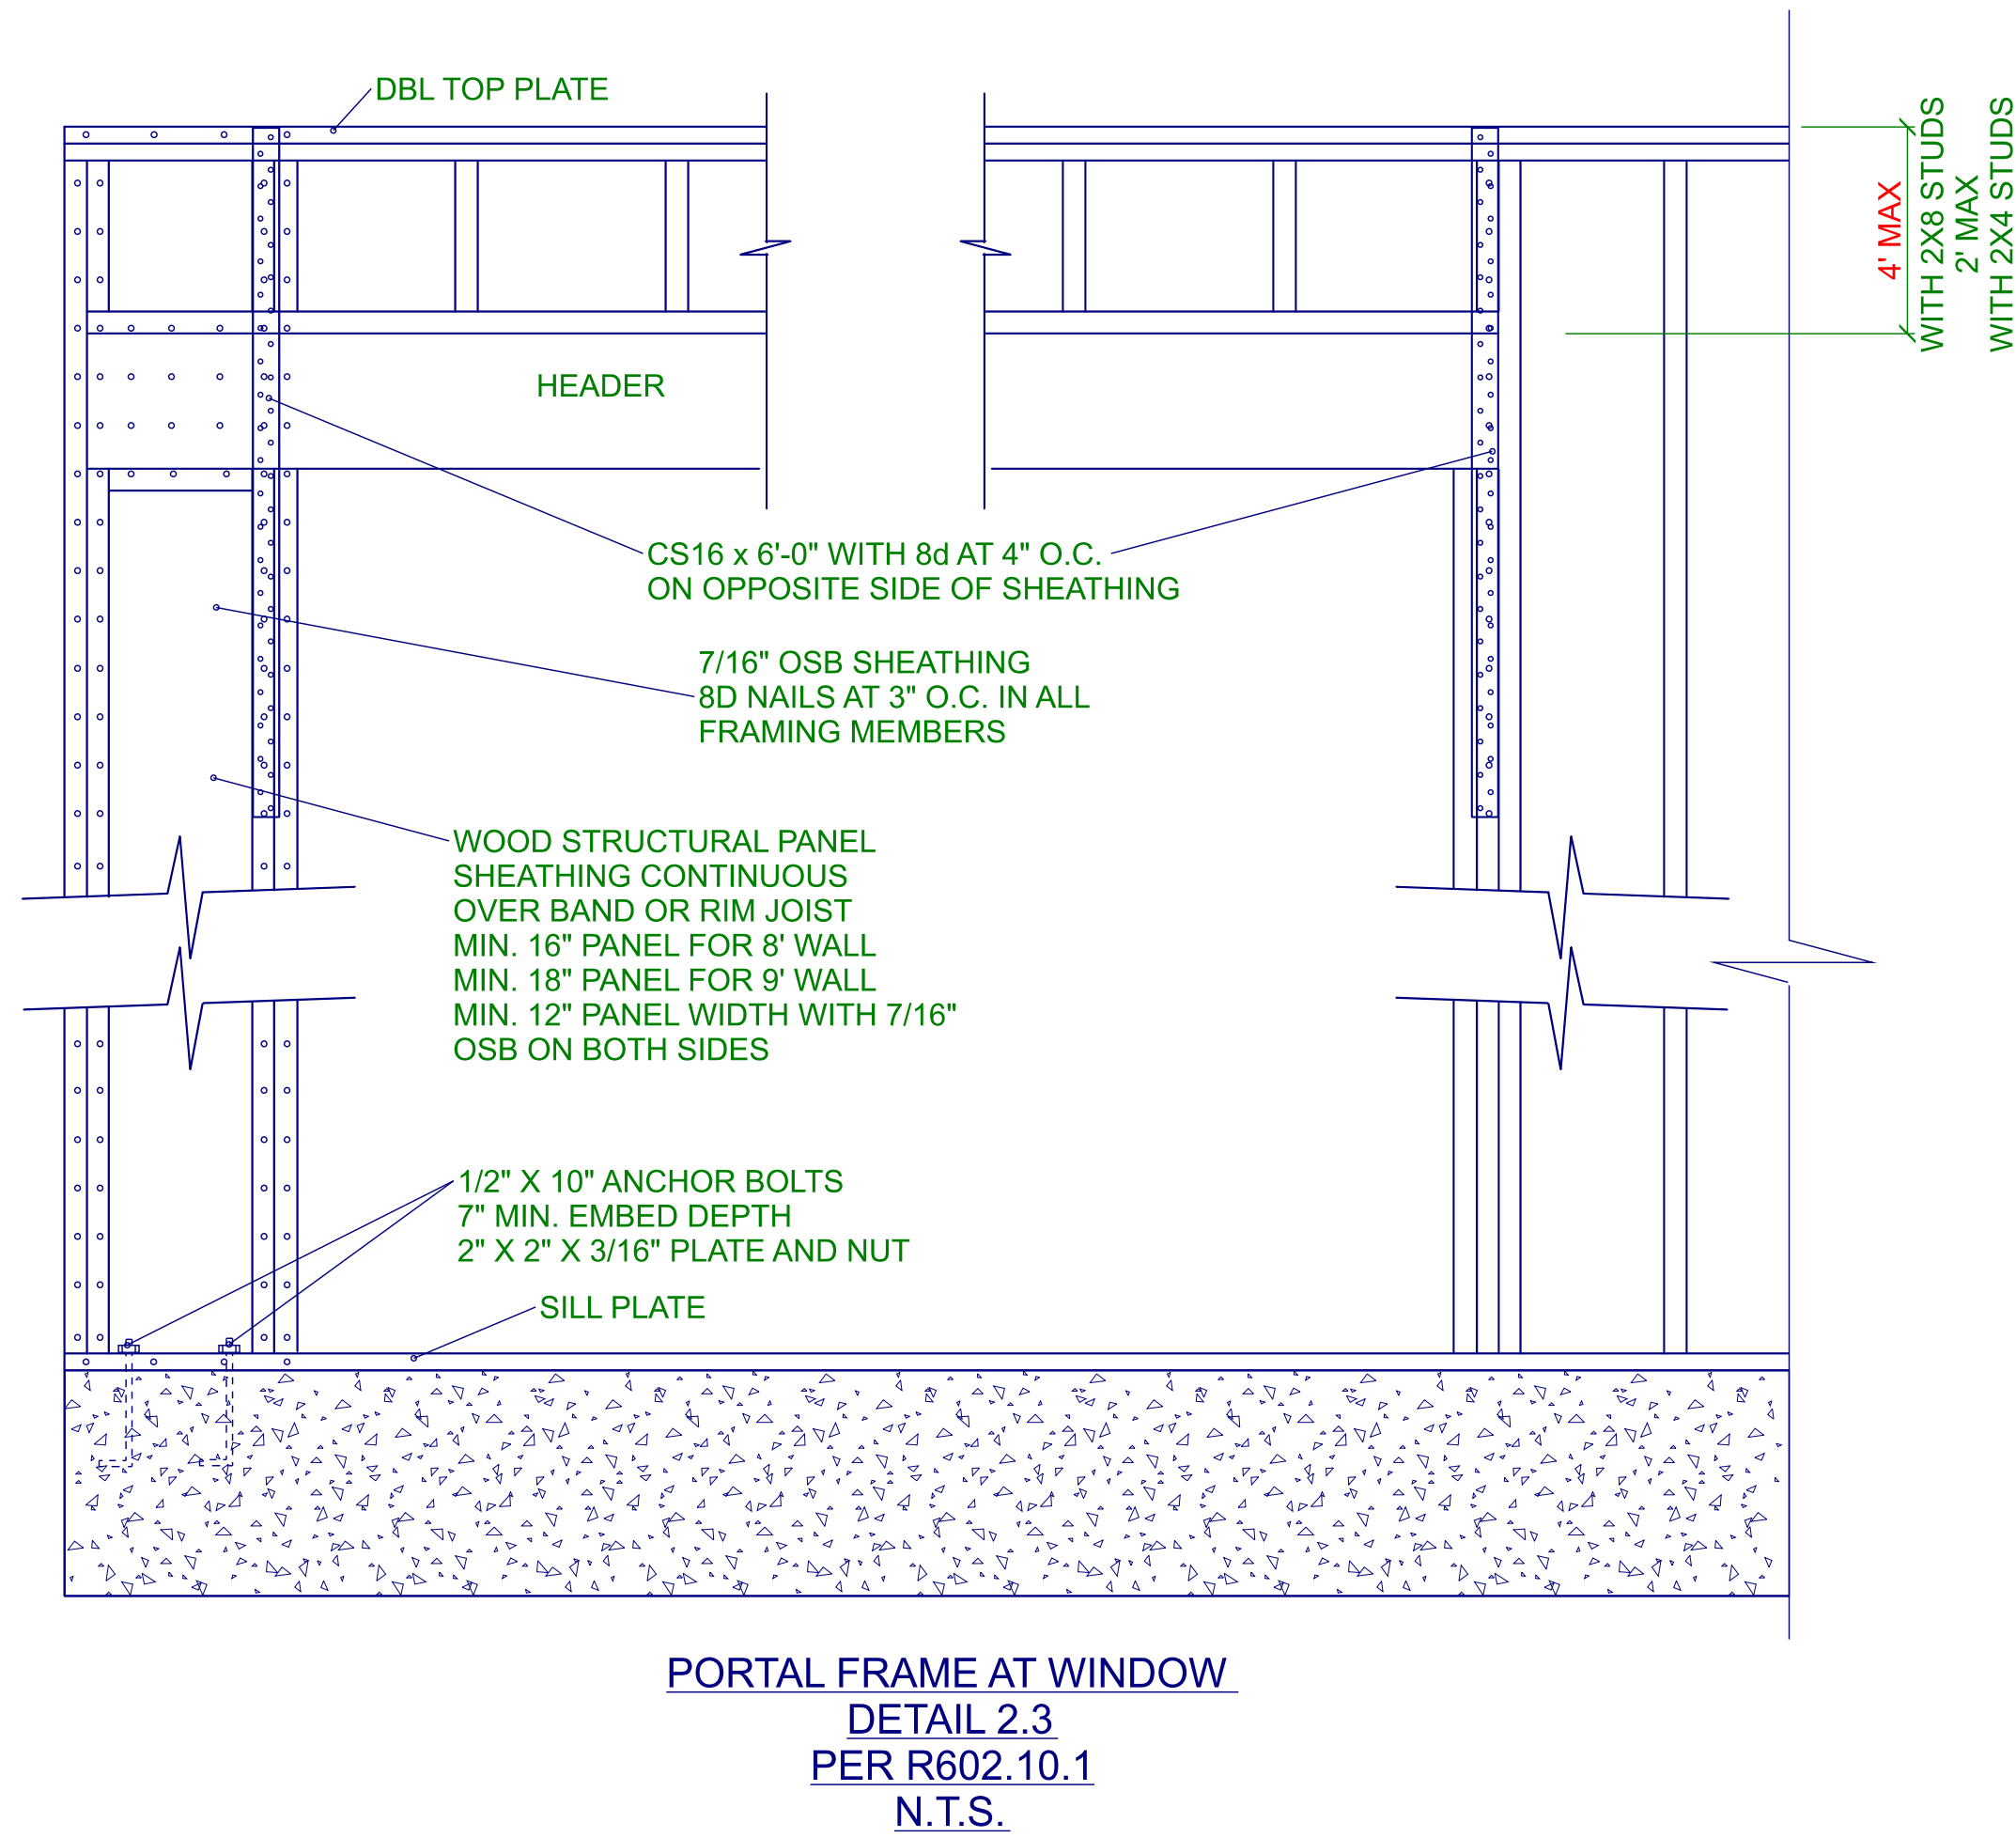 DBL TOP PLATE
4' MAX
WITH 2X8 STUDS
2' MAX
WITH 2X4 STUDS
HEADER
CS16 x 6'-0" WITH 8d AT 4" O.C.
ON OPPOSITE SIDE OF SHEATHING
7/16" OSB SHEATHING
8D NAILS AT 3" O.C. IN ALL
FRAMING MEMBERS
WOOD STRUCTURAL PANEL
SHEATHING CONTINUOUS
OVER BAND OR RIM JOIST
MIN. 16" PANEL FOR 8' WALL
MIN. 18" PANEL FOR 9' WALL
MIN. 12" PANEL WIDTH WITH 7/16"
OSB ON BOTH SIDES
1/2" X 10" ANCHOR BOLTS
7" MIN. EMBED DEPTH
2" X 2" X 3/16" PLATE AND NUT
SILL PLATE
PORTAL FRAME AT WINDOW
DETAIL 2.3
PER R602.10.1
N.T.S.